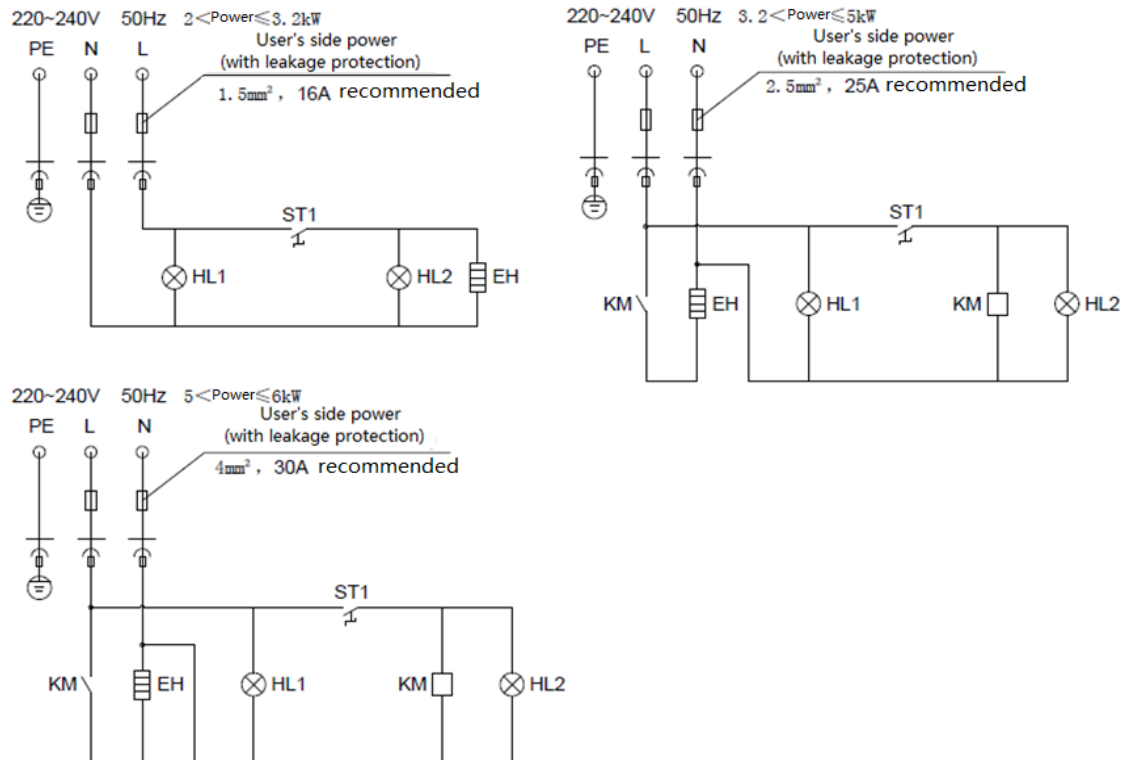 220~240V 50Hz 2<Power≤3.2kW
User's side power
(with leakage protection)
PE N L
1.5mm², 16A recommended
ST1
HL1
HL2
EH
220~240V 50Hz 3.2<Power≤5kW
User's side power
(with leakage protection)
PE L N
2.5mm², 25A recommended
ST1
KM
EH
HL1
KM
HL2
220~240V 50Hz 5<Power≤6kW
User's side power
(with leakage protection)
PE L N
4mm², 30A recommended
ST1
KM
EH
HL1
KM
HL2